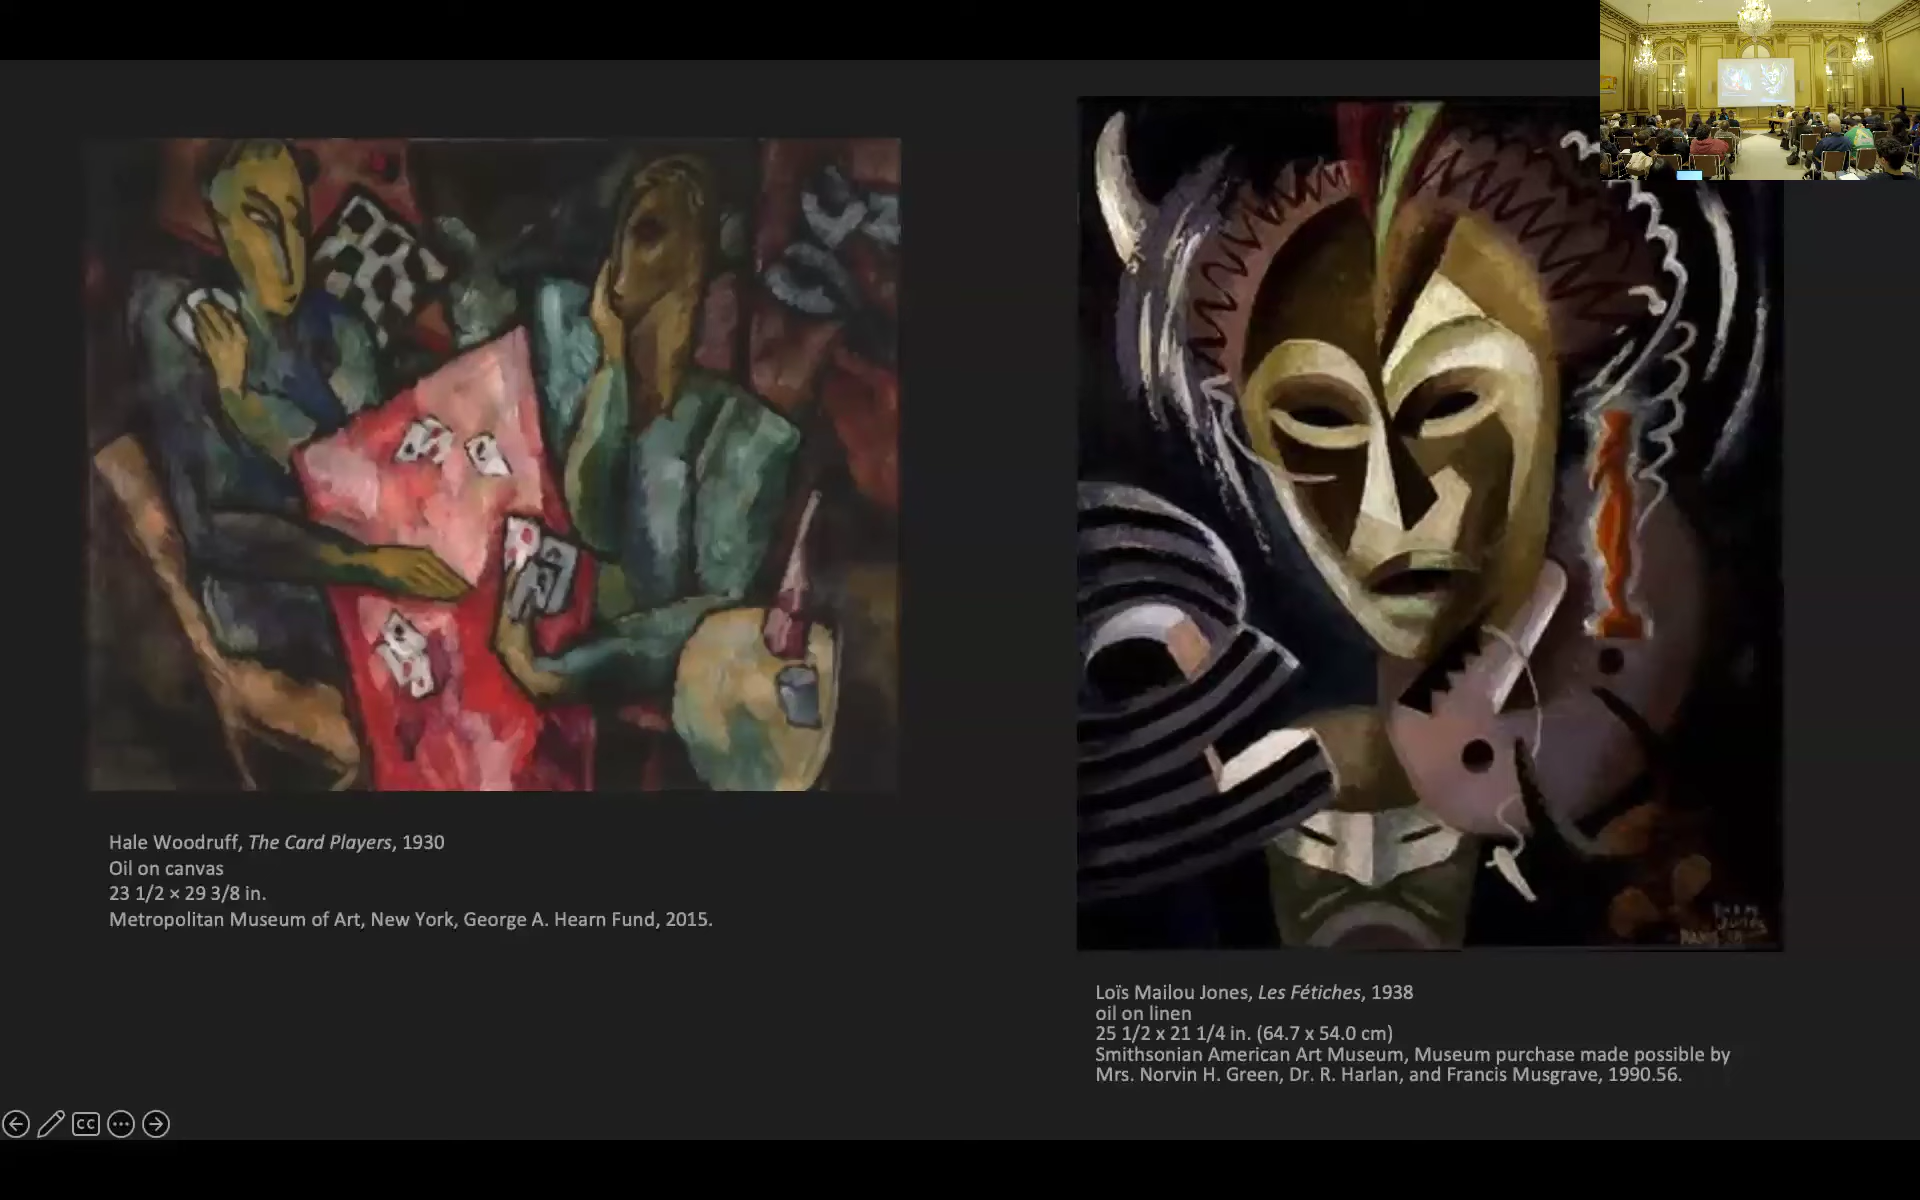 Hale Woodruff, The Card Players, 1930
Oil on canvas
23 1/2 × 29 3/8 in.
Metropolitan Museum of Art, New York, George A. Hearn Fund, 2015.
Loïs Mailou Jones, Les Fétiches, 1938
oil on linen
25 1/2 x 21 1/4 in. (64.7 x 54.0 cm)
Smithsonian American Art Museum, Museum purchase made possible by
Mrs. Norvin H. Green, Dr. R. Harlan, and Francis Musgrave, 1990.56.
CC